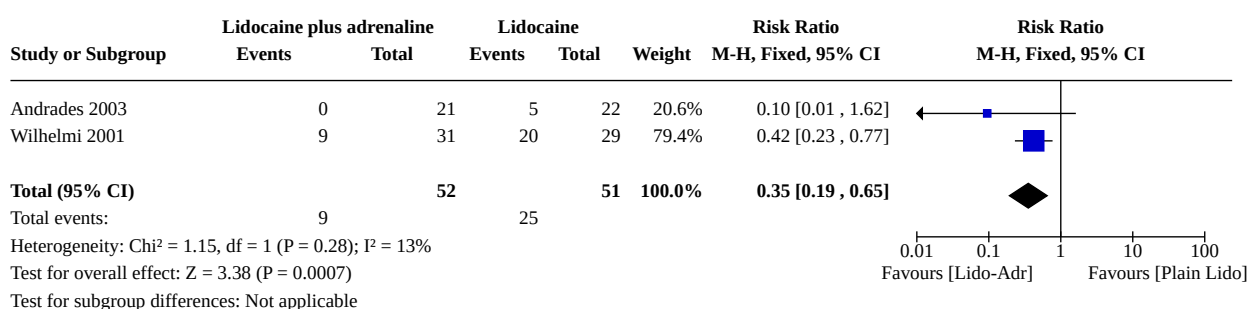 Lidocaine plus adrenaline Lidocaine Risk Ratio Risk Ratio
Study or Subgroup Events Total Events Total Weight M-H, Fixed, 95% CI M-H, Fixed, 95% CI
Andrades 2003 0 21 5 22 20.6% 0.10 [0.01 , 1.62]
Wilhelmi 2001 9 31 20 29 79.4% 0.42 [0.23 , 0.77]
Total (95% CI) 52 51 100.0% 0.35 [0.19 , 0.65]
Total events: 9 25
Heterogeneity: Chi² = 1.15, df = 1 (P = 0.28); I² = 13%
0.01 0.1 1 10 100
Test for overall effect: Z = 3.38 (P = 0.0007) Favours [Lido-Adr] Favours [Plain Lido]
Test for subgroup differences: Not applicable